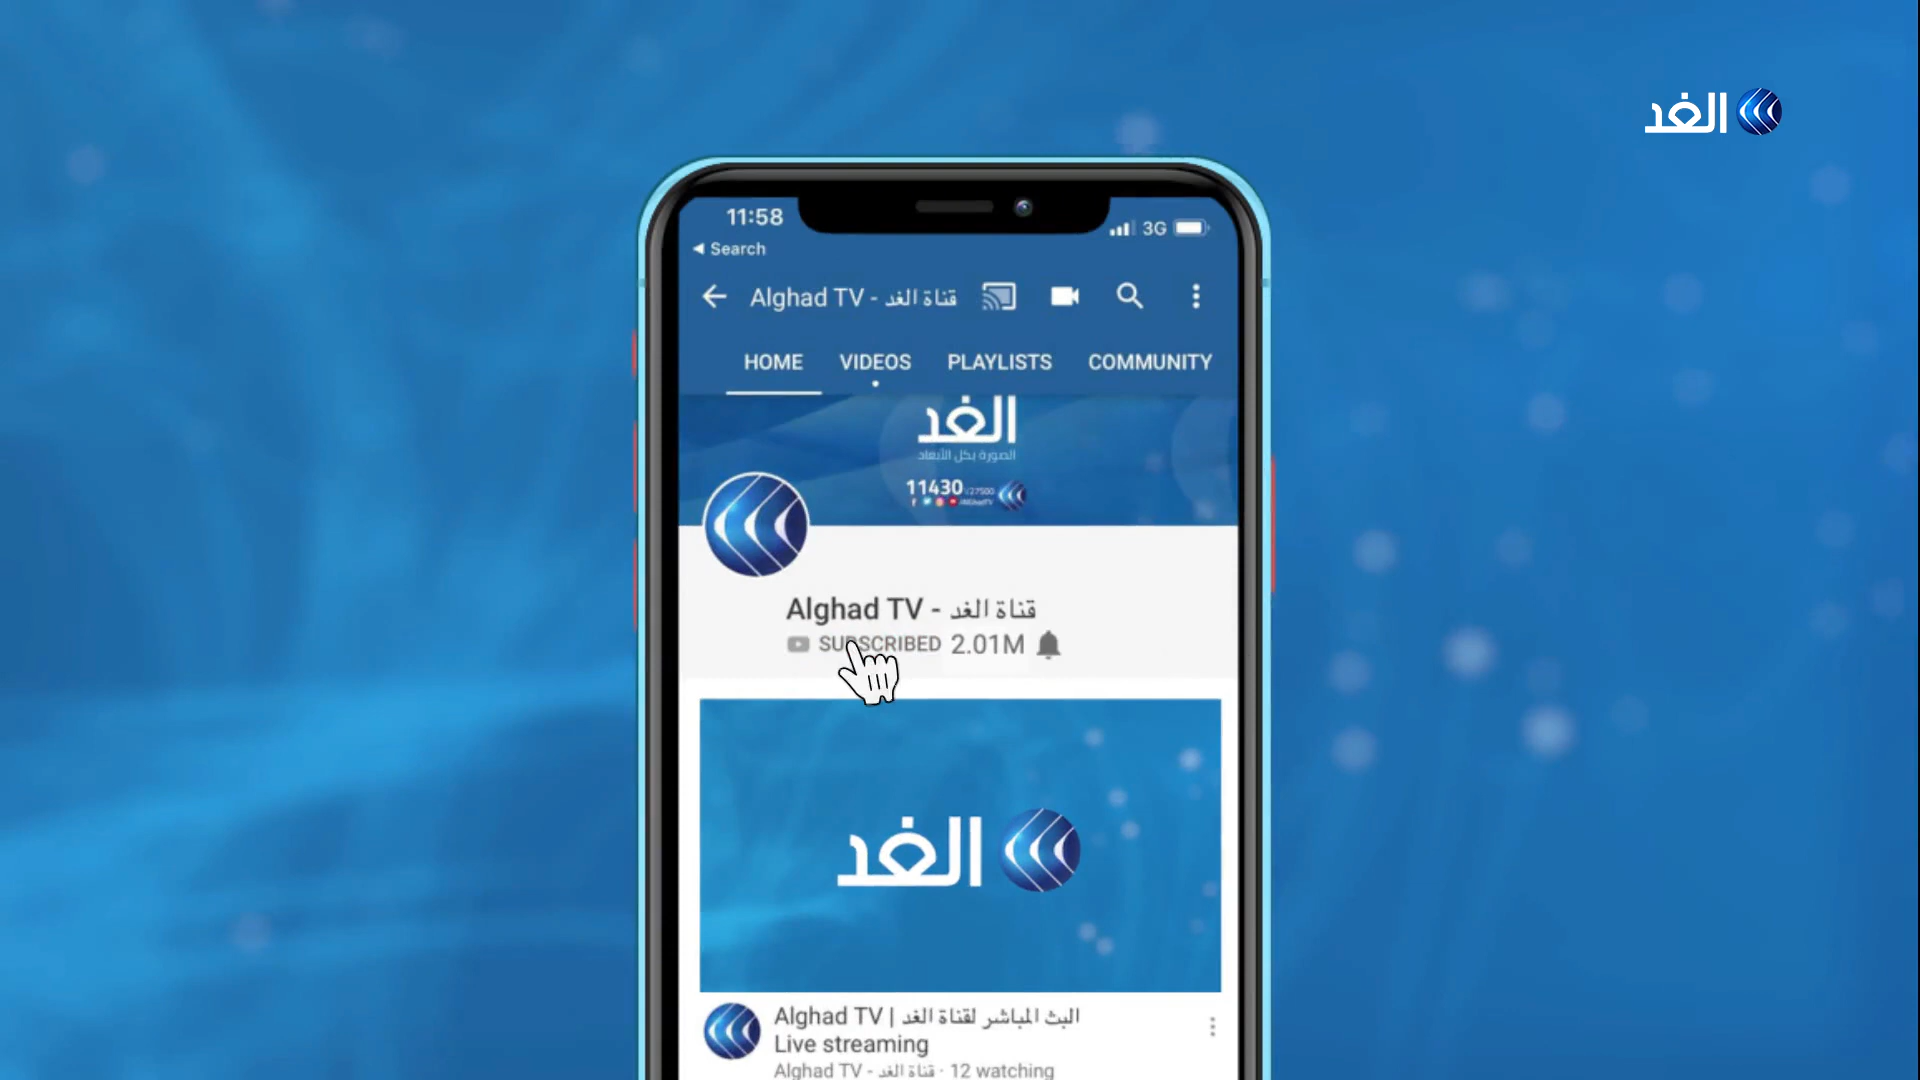 الغد
11:58
3G
Search
Alghad TV - قناة الغد
HOME VIDEOS PLAYLISTS COMMUNITY
الغد
الصورة بكل الأبعاد
11430 27500
Alghad TV - قناة الغد
SUBSCRIBED 2.01M
الغد
Alghad TV | البث المباشر لقناة الغد
Live streaming
Alghad TV - قناة الغد · 12 watching